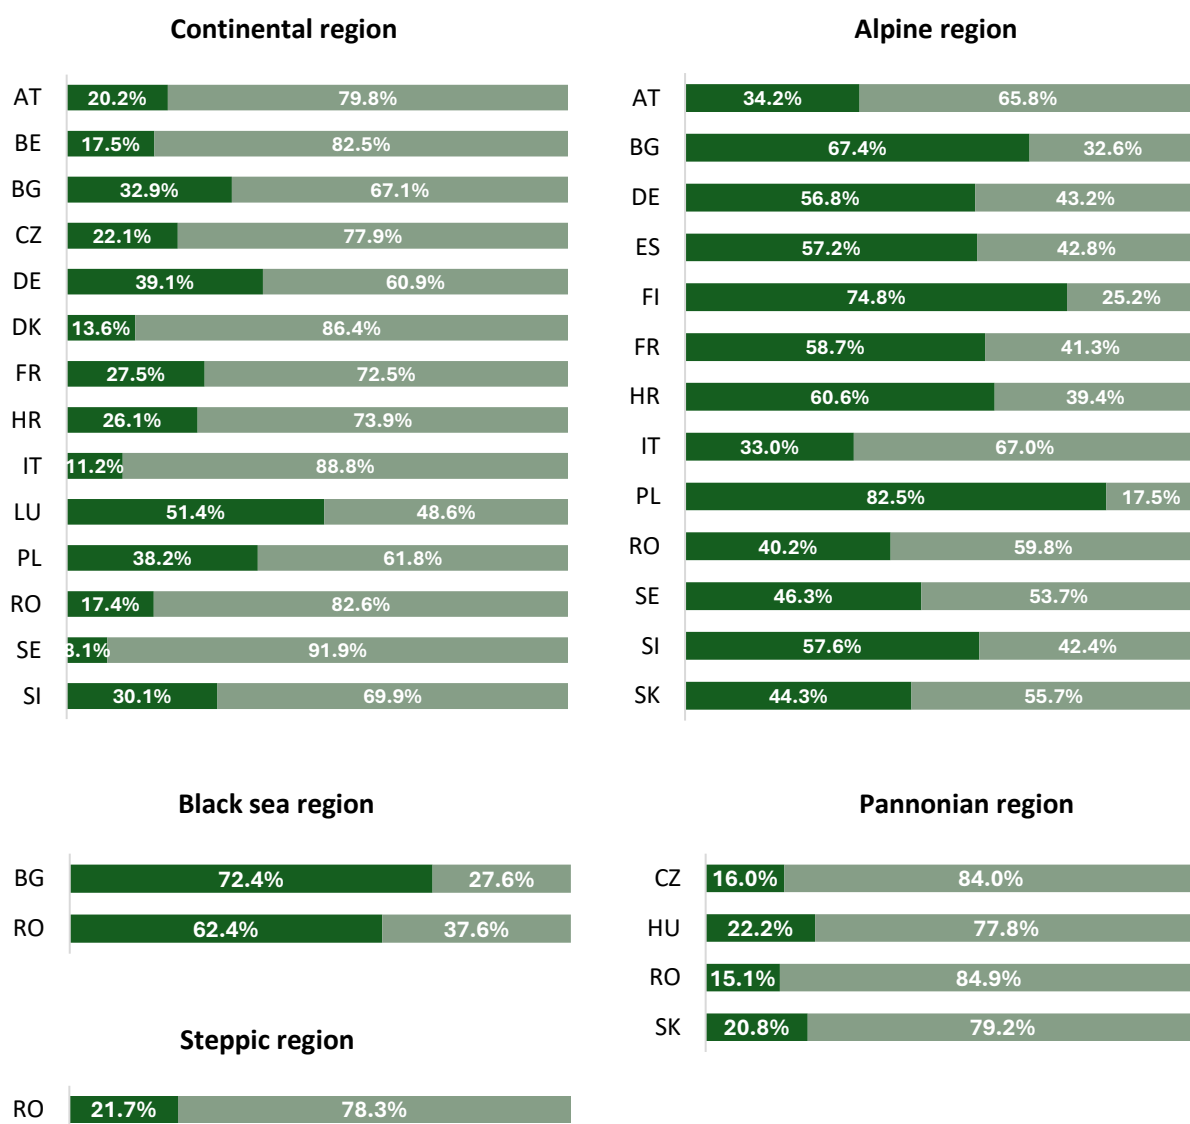 Continental region
AT 20.2% 79.8%
BE 17.5% 82.5%
BG 32.9% 67.1%
CZ 22.1% 77.9%
DE 39.1% 60.9%
DK 13.6% 86.4%
FR 27.5% 72.5%
HR 26.1% 73.9%
IT 11.2% 88.8%
LU 51.4% 48.6%
PL 38.2% 61.8%
RO 17.4% 82.6%
SE 8.1% 91.9%
SI 30.1% 69.9%
Alpine region
AT 34.2% 65.8%
BG 67.4% 32.6%
DE 56.8% 43.2%
ES 57.2% 42.8%
FI 74.8% 25.2%
FR 58.7% 41.3%
HR 60.6% 39.4%
IT 33.0% 67.0%
PL 82.5% 17.5%
RO 40.2% 59.8%
SE 46.3% 53.7%
SI 57.6% 42.4%
SK 44.3% 55.7%
Black sea region
BG 72.4% 27.6%
RO 62.4% 37.6%
Pannonian region
CZ 16.0% 84.0%
HU 22.2% 77.8%
RO 15.1% 84.9%
SK 20.8% 79.2%
Steppic region
RO 21.7% 78.3%